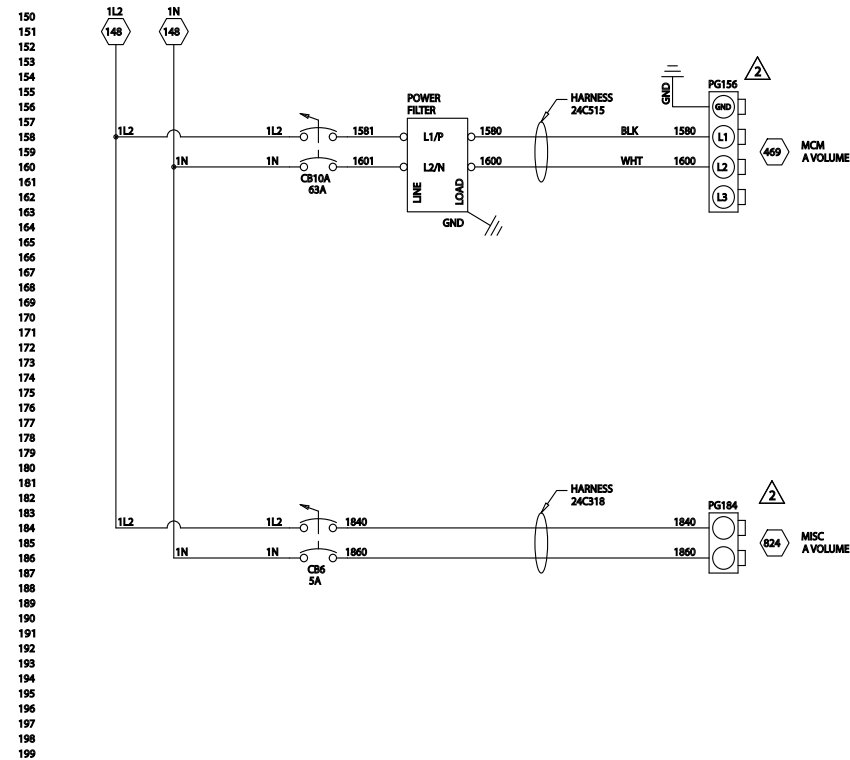 150 1L2 1N
151 148 148
152
153
154 2
155 PG156
156 POWER FILTER HARNESS 24C515 GND GND
157
158 1L2 1L2 1581 L1/P 1580 BLK 1580 L1
159 469 MCM A VOLUME
160 1N 1N 1601 L2/N 1600 WHT 1600 L2
161 CB10A
162 63A LINE LOAD L3
163
164 GND
165
166
167
168
169
170
171
172
173
174
175
176
177
178
179
180
181
182 HARNESS 24C318 2
183 PG184
184 1L2 1L2 1840 1840
185 824 MISC A VOLUME
186 1N 1N 1860 1860
187 CB6
188 5A
189
190
191
192
193
194
195
196
197
198
199